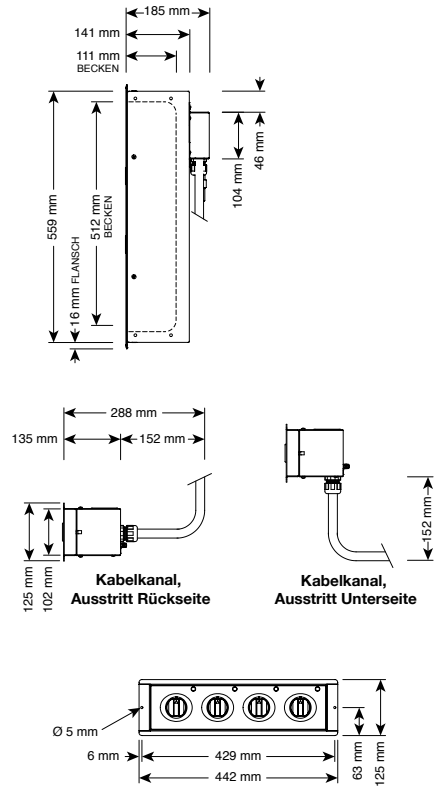 185 mm
141 mm
111 mm
BECKEN
559 mm
512 mm
BECKEN
16 mm FLANSCH
104 mm
46 mm
288 mm
135 mm
152 mm
125 mm
102 mm
Kabelkanal,
Ausstritt Rückseite
152 mm
Kabelkanal,
Ausstritt Unterseite
Ø 5 mm
6 mm
429 mm
442 mm
63 mm
125 mm